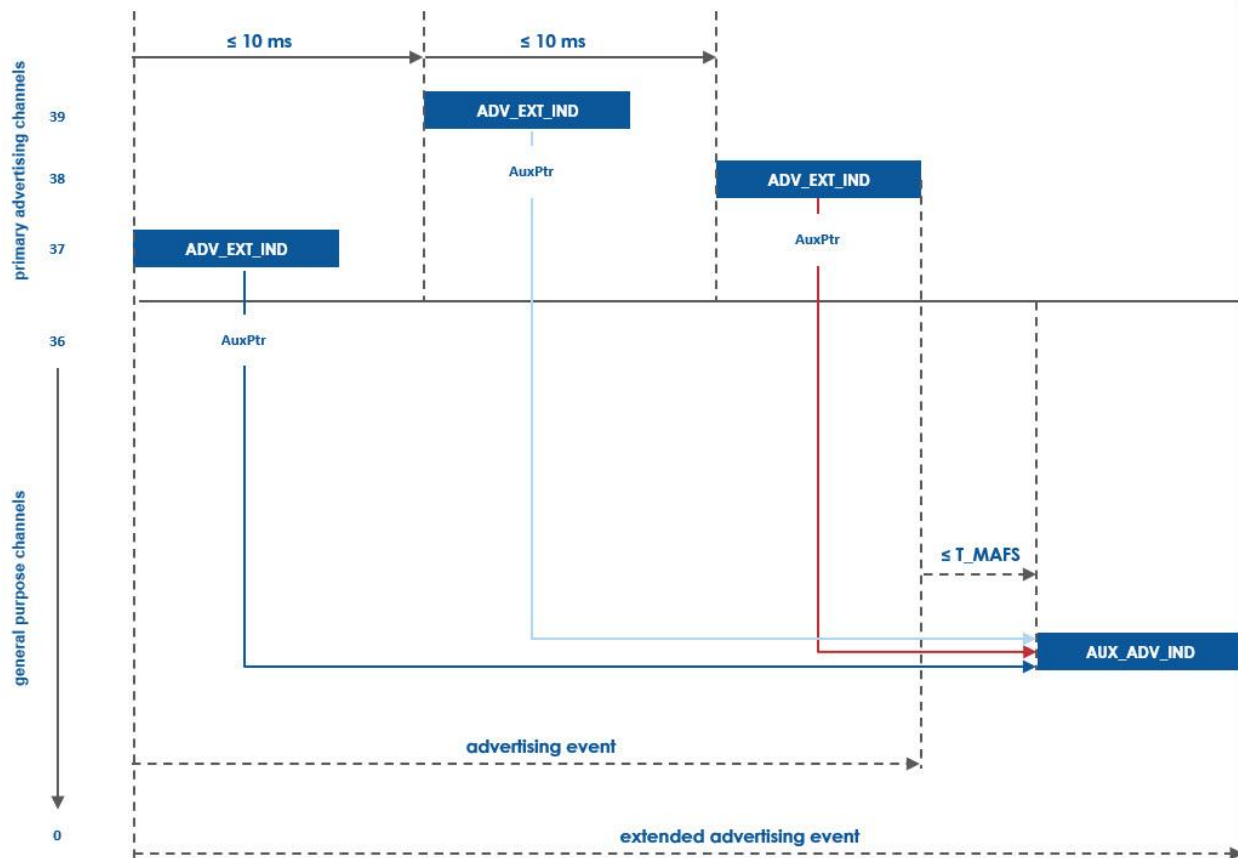 ≤ 10 ms
≤ 10 ms
primary advertising channels
39
ADV_EXT_IND
AuxPtr
38
ADV_EXT_IND
AuxPtr
37
ADV_EXT_IND
36
AuxPtr
general purpose channels
≤ T_MAFS
AUX_ADV_IND
advertising event
0
extended advertising event